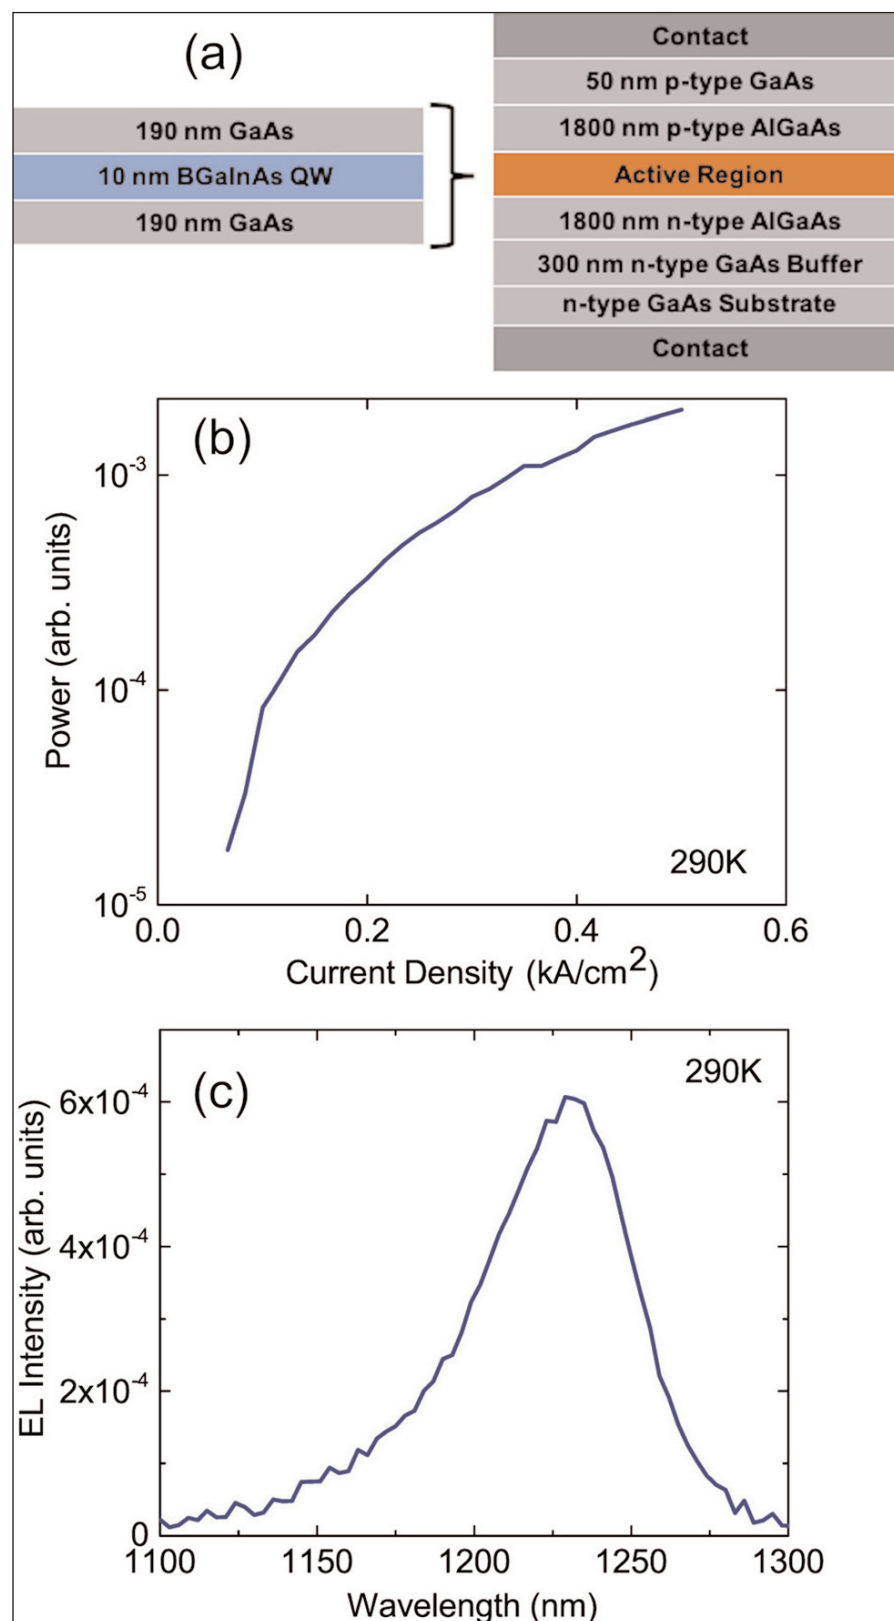 (a)
190 nm GaAs
10 nm BGaInAs QW
190 nm GaAs
Contact
50 nm p-type GaAs
1800 nm p-type AlGaAs
Active Region
1800 nm n-type AlGaAs
300 nm n-type GaAs Buffer
n-type GaAs Substrate
Contact
(b)
Power (arb. units)
10-3
10-4
10-5
290K
0.0 0.2 0.4 0.6
Current Density (kA/cm2)
(c)
290K
EL Intensity (arb. units)
6x10-4
4x10-4
2x10-4
0
1100 1150 1200 1250 1300
Wavelength (nm)